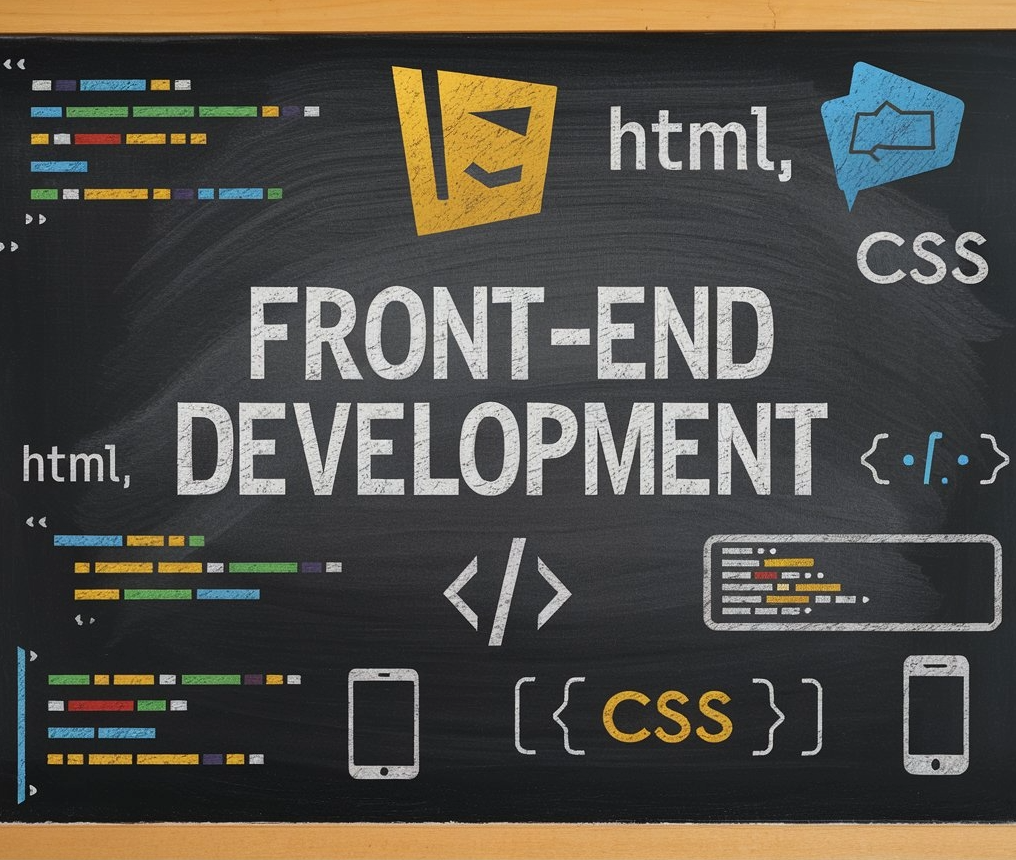 html,
CSS
FRONT-END
DEVELOPMENT
html,
{ · / . · }
</>
[ { CSS } ]